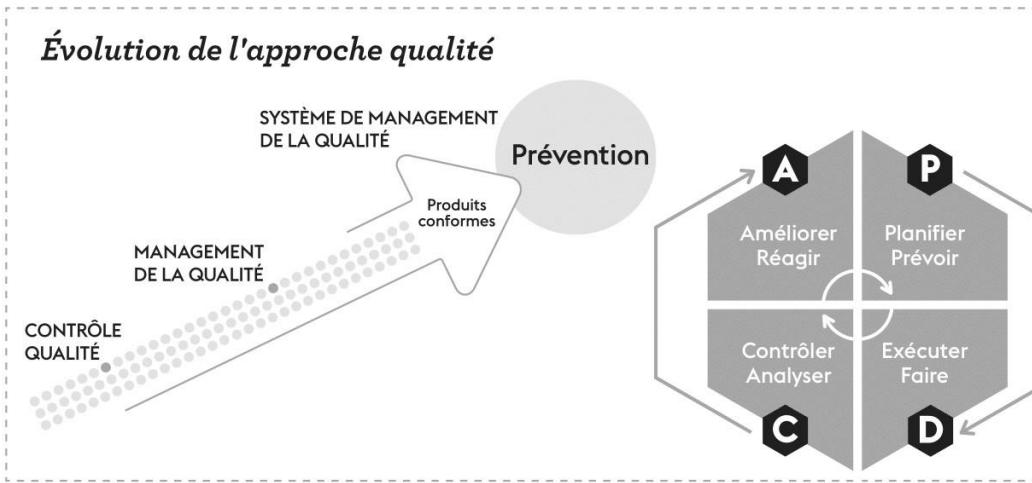 Évolution de l'approche qualité
SYSTÈME DE MANAGEMENT
DE LA QUALITÉ
Prévention
Produits
conformes
MANAGEMENT
DE LA QUALITÉ
CONTRÔLE
QUALITÉ
A
P
Améliorer
Réagir
Planifier
Prévoir
Contrôler
Analyser
Exécuter
Faire
C
D